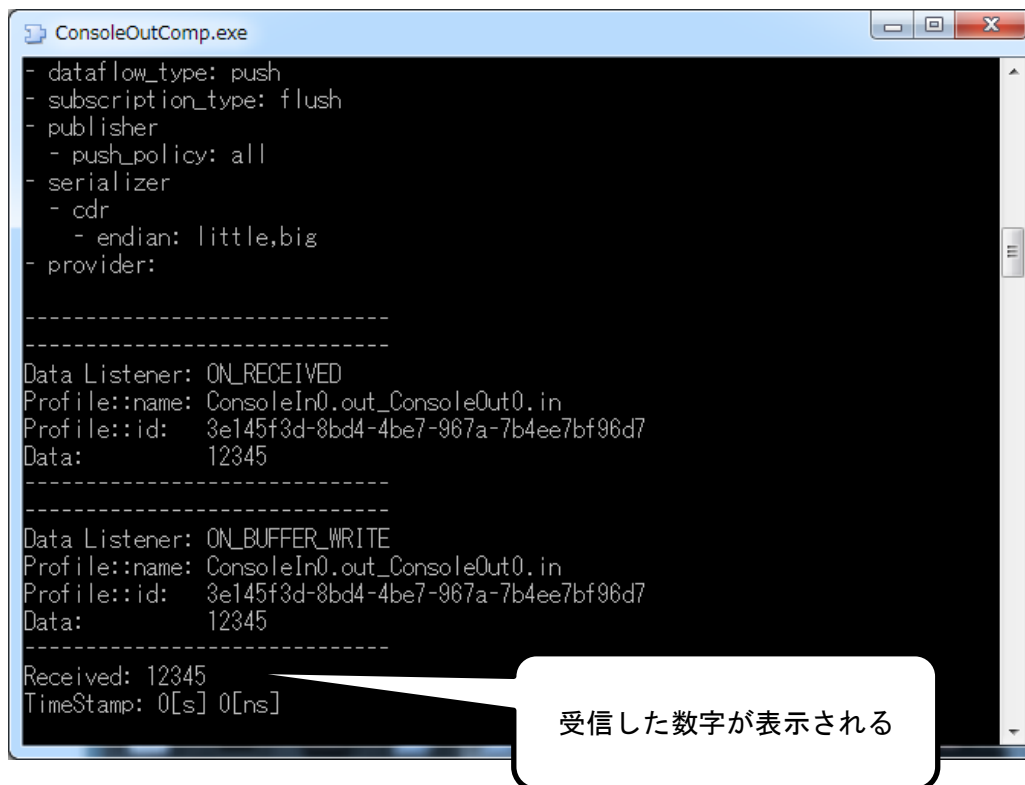 ConsoleOutComp.exe
- dataflow_type: push
- subscription_type: flush
- publisher
  - push_policy: all
- serializer
  - cdr
    - endian: little,big
- provider:
------------------------------
------------------------------
Data Listener: ON_RECEIVED
Profile::name: ConsoleIn0.out_ConsoleOut0.in
Profile::id:   3e145f3d-8bd4-4be7-967a-7b4ee7bf96d7
Data:          12345
------------------------------
------------------------------
Data Listener: ON_BUFFER_WRITE
Profile::name: ConsoleIn0.out_ConsoleOut0.in
Profile::id:   3e145f3d-8bd4-4be7-967a-7b4ee7bf96d7
Data:          12345
------------------------------
Received: 12345
TimeStamp: 0[s] 0[ns]
受信した数字が表示される